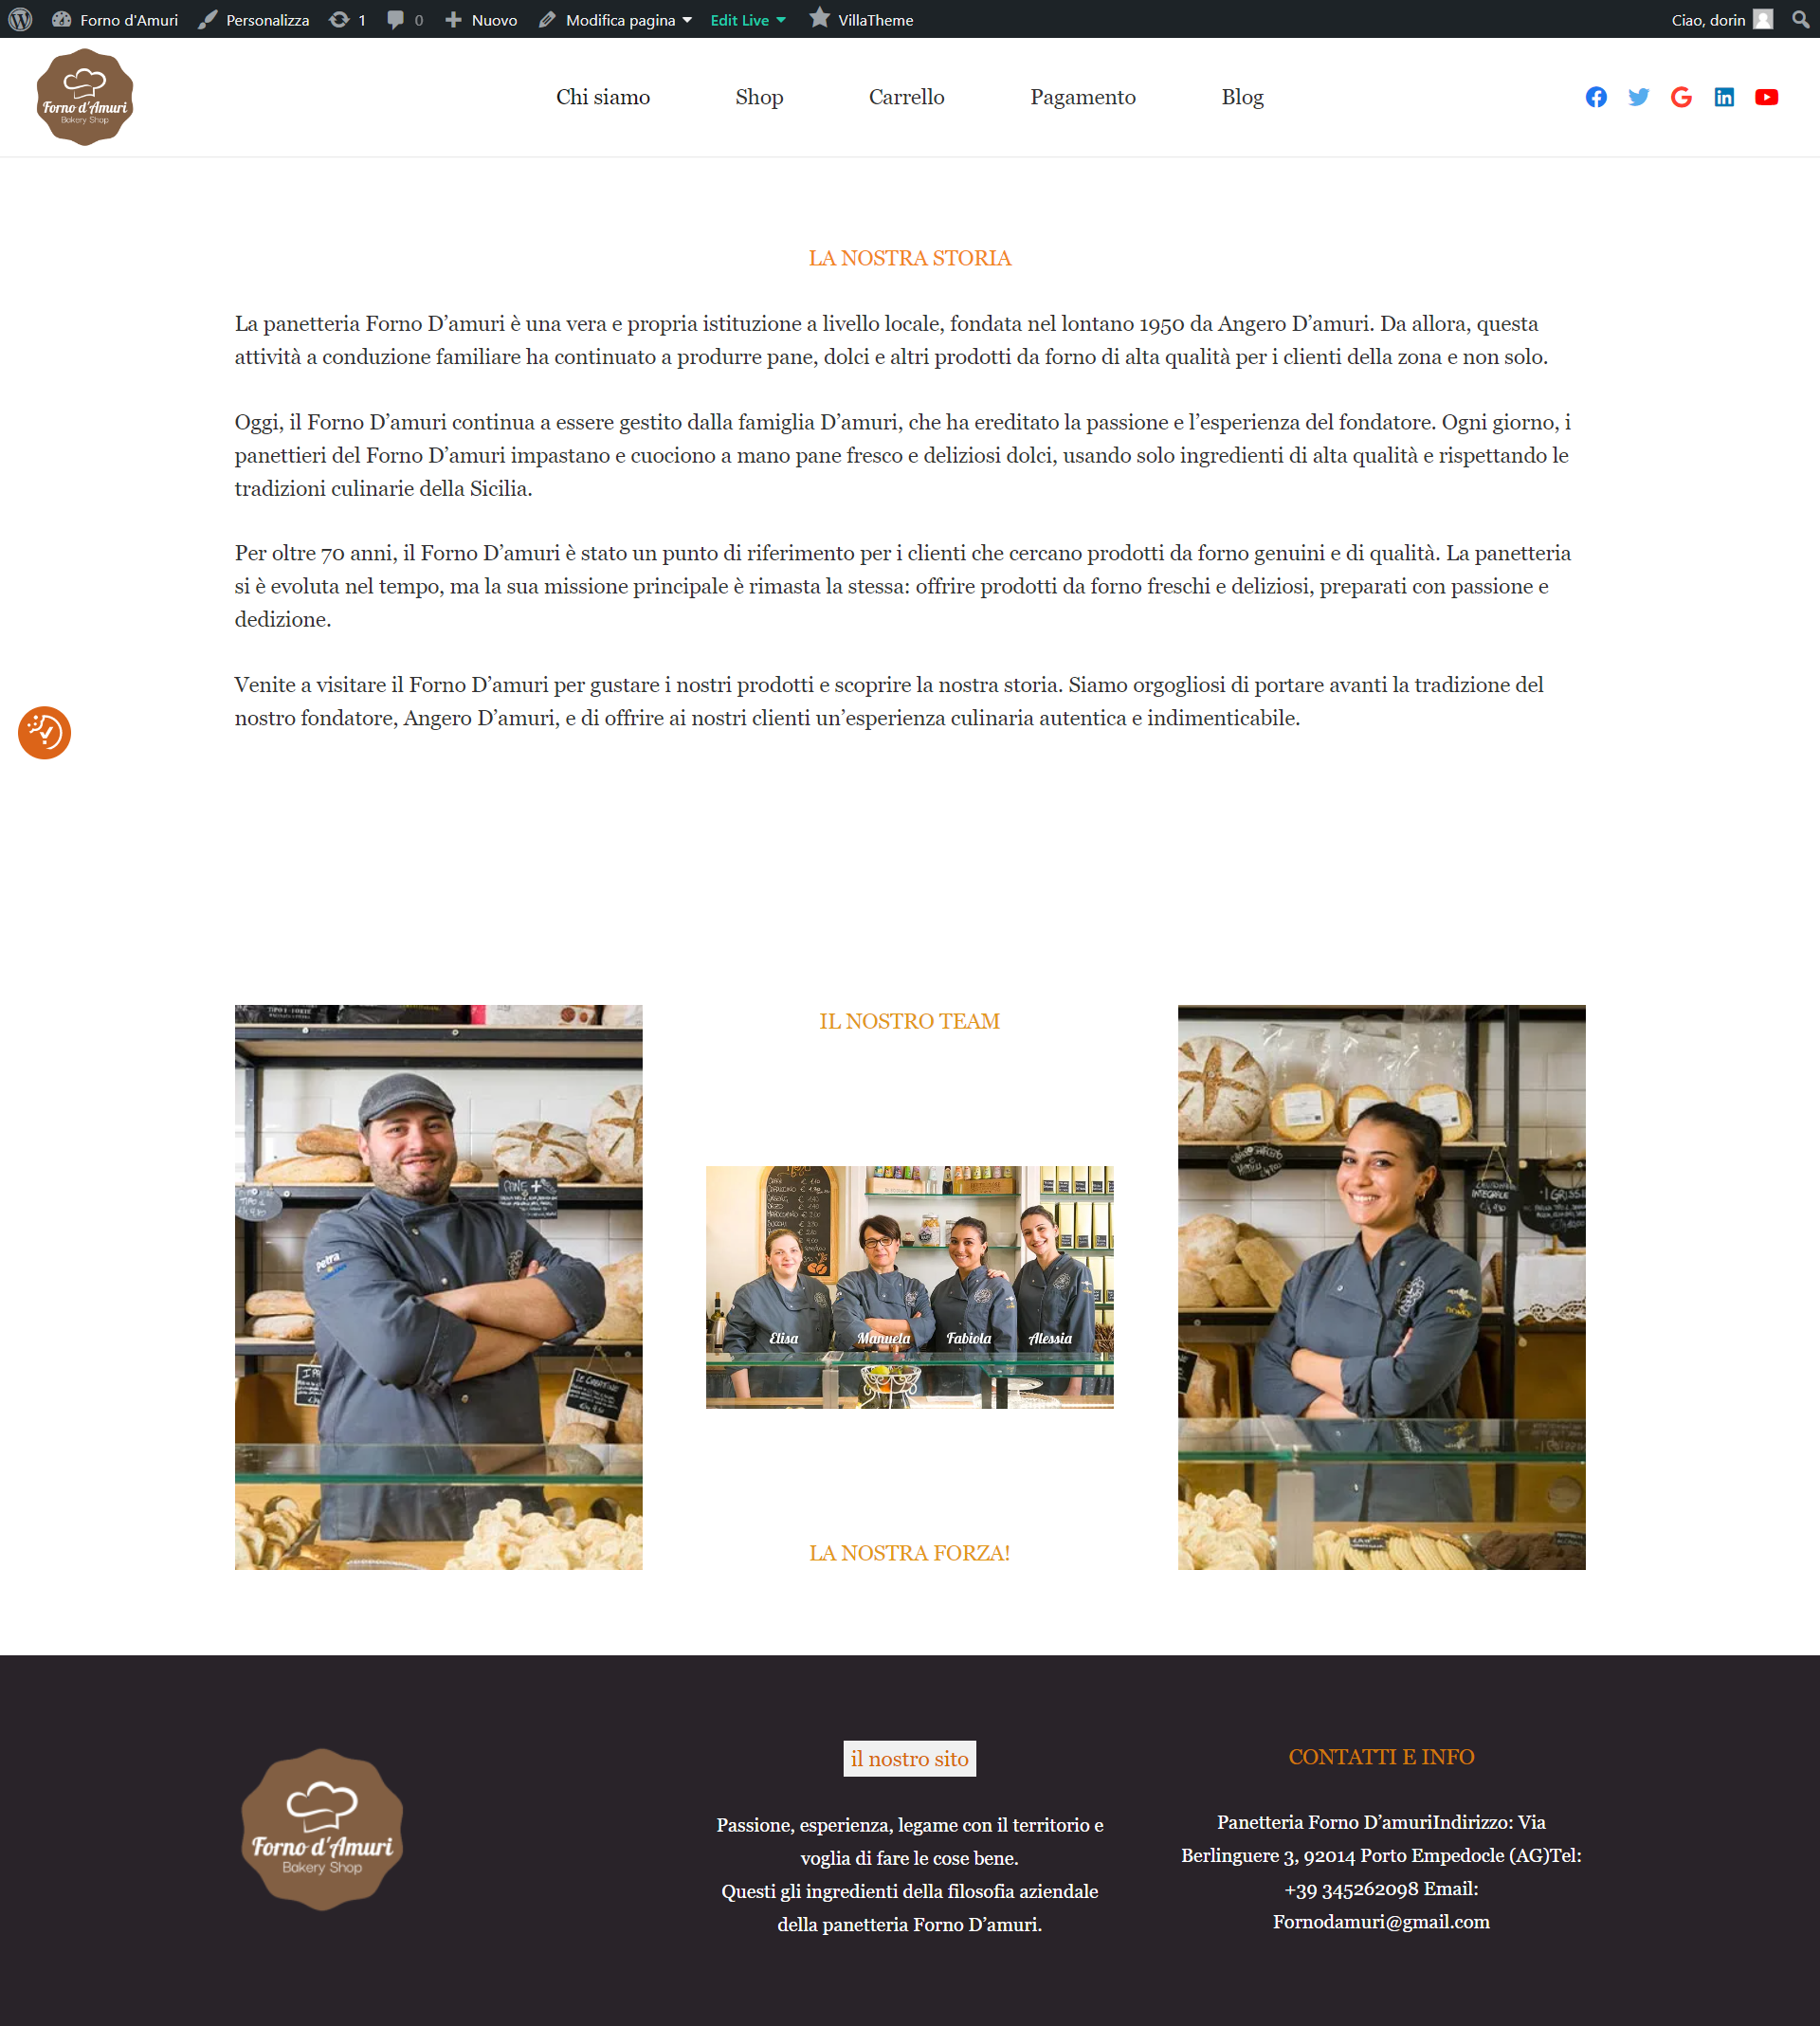 Forno d'Amuri Personalizza 1 0 Nuovo Modifica pagina Edit Live VillaTheme Ciao, dorin
Forno d'Amuri
Bakery Shop
Chi siamo Shop Carrello Pagamento Blog
LA NOSTRA STORIA
La panetteria Forno D’amuri è una vera e propria istituzione a livello locale, fondata nel lontano 1950 da Angero D’amuri. Da allora, questa
attività a conduzione familiare ha continuato a produrre pane, dolci e altri prodotti da forno di alta qualità per i clienti della zona e non solo.
Oggi, il Forno D’amuri continua a essere gestito dalla famiglia D’amuri, che ha ereditato la passione e l’esperienza del fondatore. Ogni giorno, i
panettieri del Forno D’amuri impastano e cuociono a mano pane fresco e deliziosi dolci, usando solo ingredienti di alta qualità e rispettando le
tradizioni culinarie della Sicilia.
Per oltre 70 anni, il Forno D’amuri è stato un punto di riferimento per i clienti che cercano prodotti da forno genuini e di qualità. La panetteria
si è evoluta nel tempo, ma la sua missione principale è rimasta la stessa: offrire prodotti da forno freschi e deliziosi, preparati con passione e
dedizione.
Venite a visitare il Forno D’amuri per gustare i nostri prodotti e scoprire la nostra storia. Siamo orgogliosi di portare avanti la tradizione del
nostro fondatore, Angero D’amuri, e di offrire ai nostri clienti un’esperienza culinaria autentica e indimenticabile.
IL NOSTRO TEAM
petra
Elisa Manuela Fabiola Alessia
LA NOSTRA FORZA!
Forno d'Amuri
Bakery Shop
il nostro sito
Passione, esperienza, legame con il territorio e
voglia di fare le cose bene.
Questi gli ingredienti della filosofia aziendale
della panetteria Forno D’amuri.
CONTATTI E INFO
Panetteria Forno D’amuriIndirizzo: Via
Berlinguere 3, 92014 Porto Empedocle (AG)Tel:
+39 345262098 Email:
Fornodamuri@gmail.com